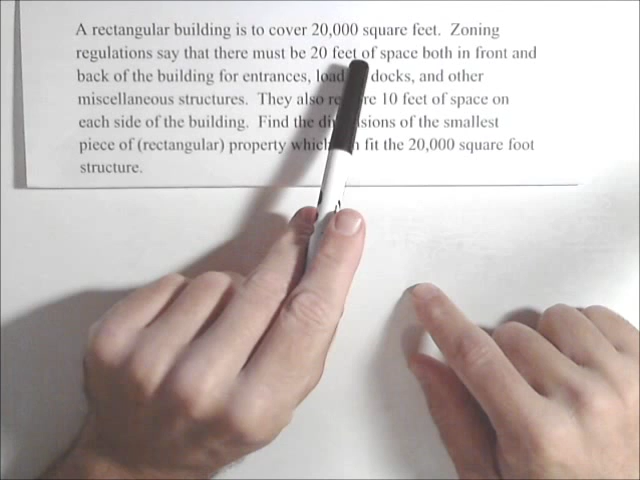 A rectangular building is to cover 20,000 square feet. Zoning
regulations say that there must be 20 feet of space both in front and
back of the building for entrances, docks, and other
miscellaneous structures. They also 10 feet of space on
each side of the building. Find the of the smallest
piece of (rectangular) property fit the 20,000 square foot
structure.